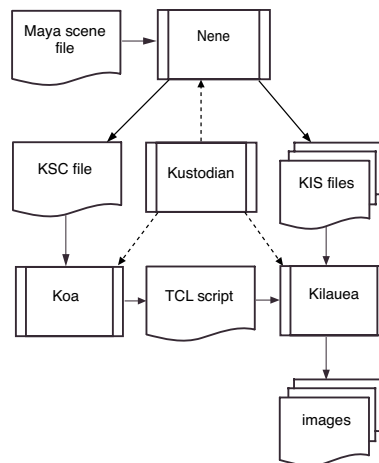 Maya scene
file
Nene
KSC file
Kustodian
KIS files
Koa
TCL script
Kilauea
images